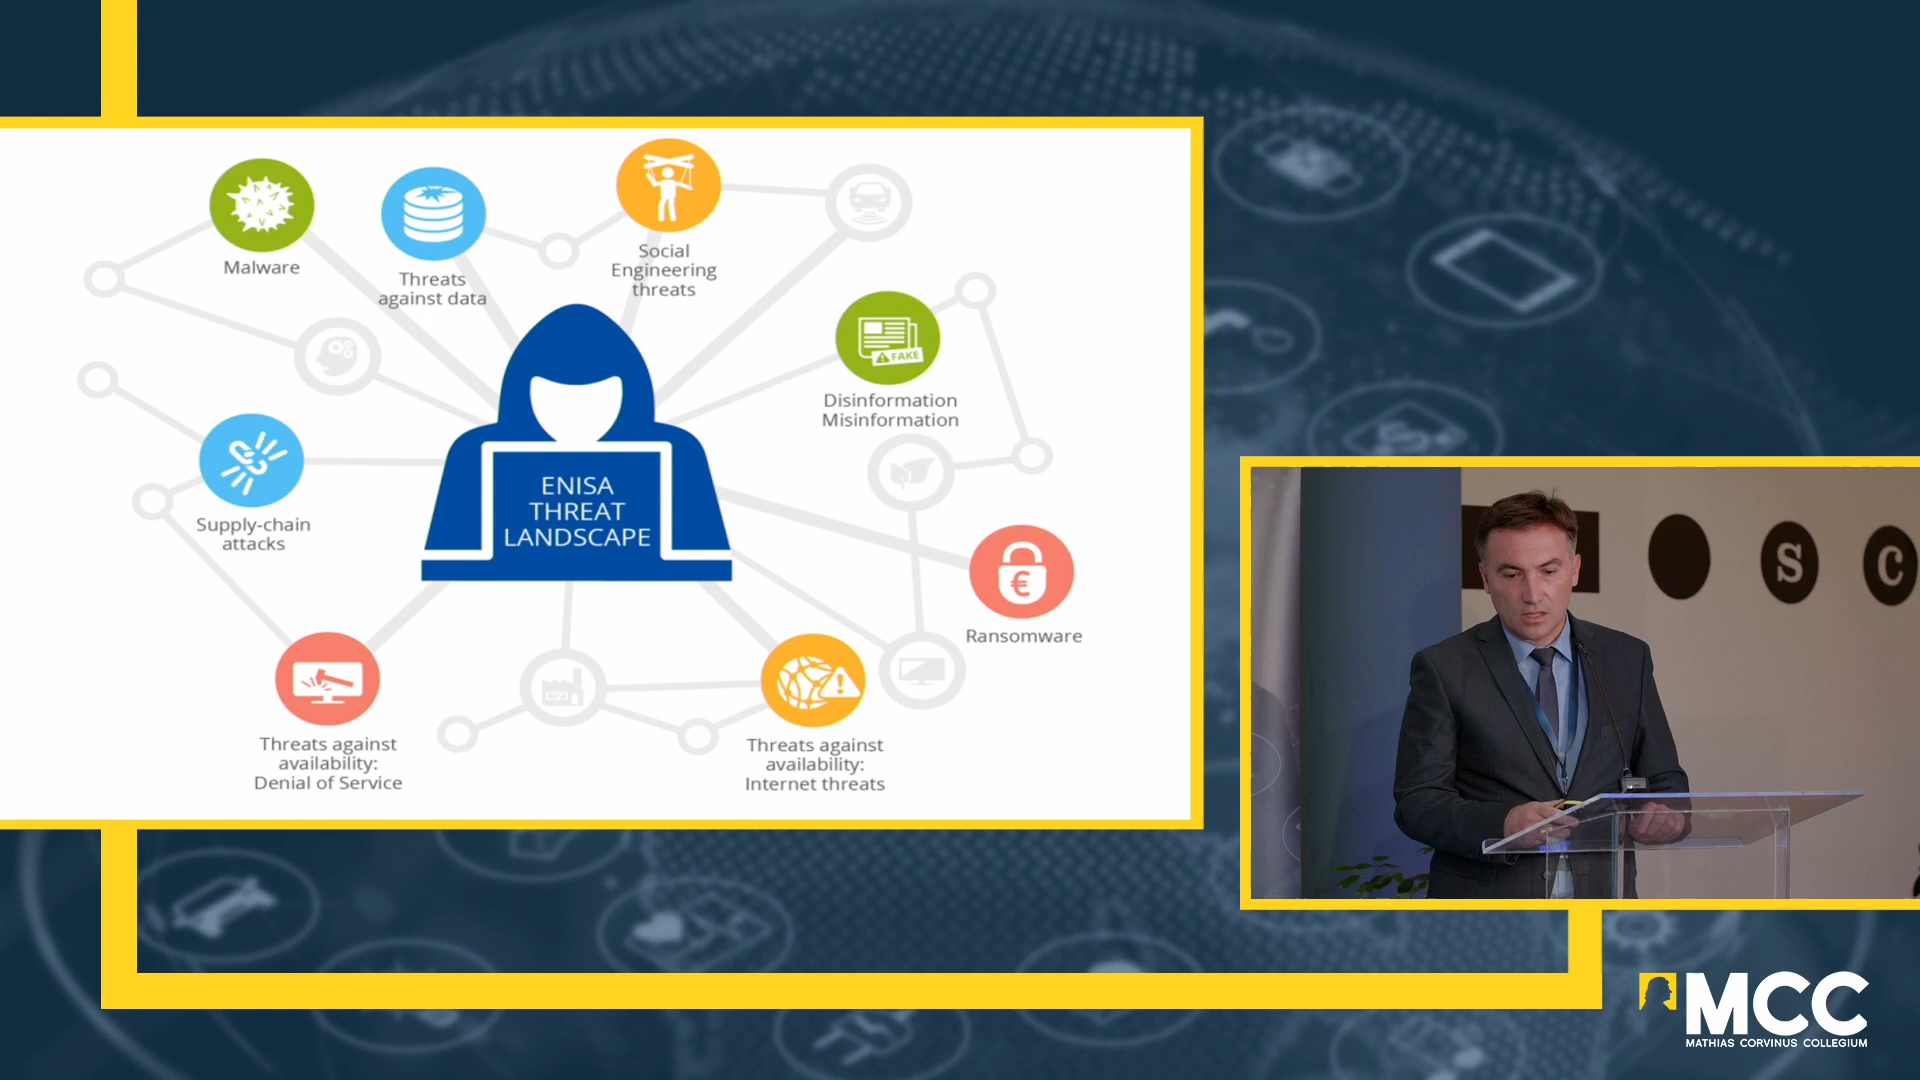 Malware
Threats
against data
Social
Engineering
threats
FAKE
Disinformation
Misinformation
ENISA
THREAT
LANDSCAPE
Supply-chain
attacks
€
Ransomware
Threats against
availability:
Denial of Service
Threats against
availability:
Internet threats
S C
MCC
MATHIAS CORVINUS COLLEGIUM